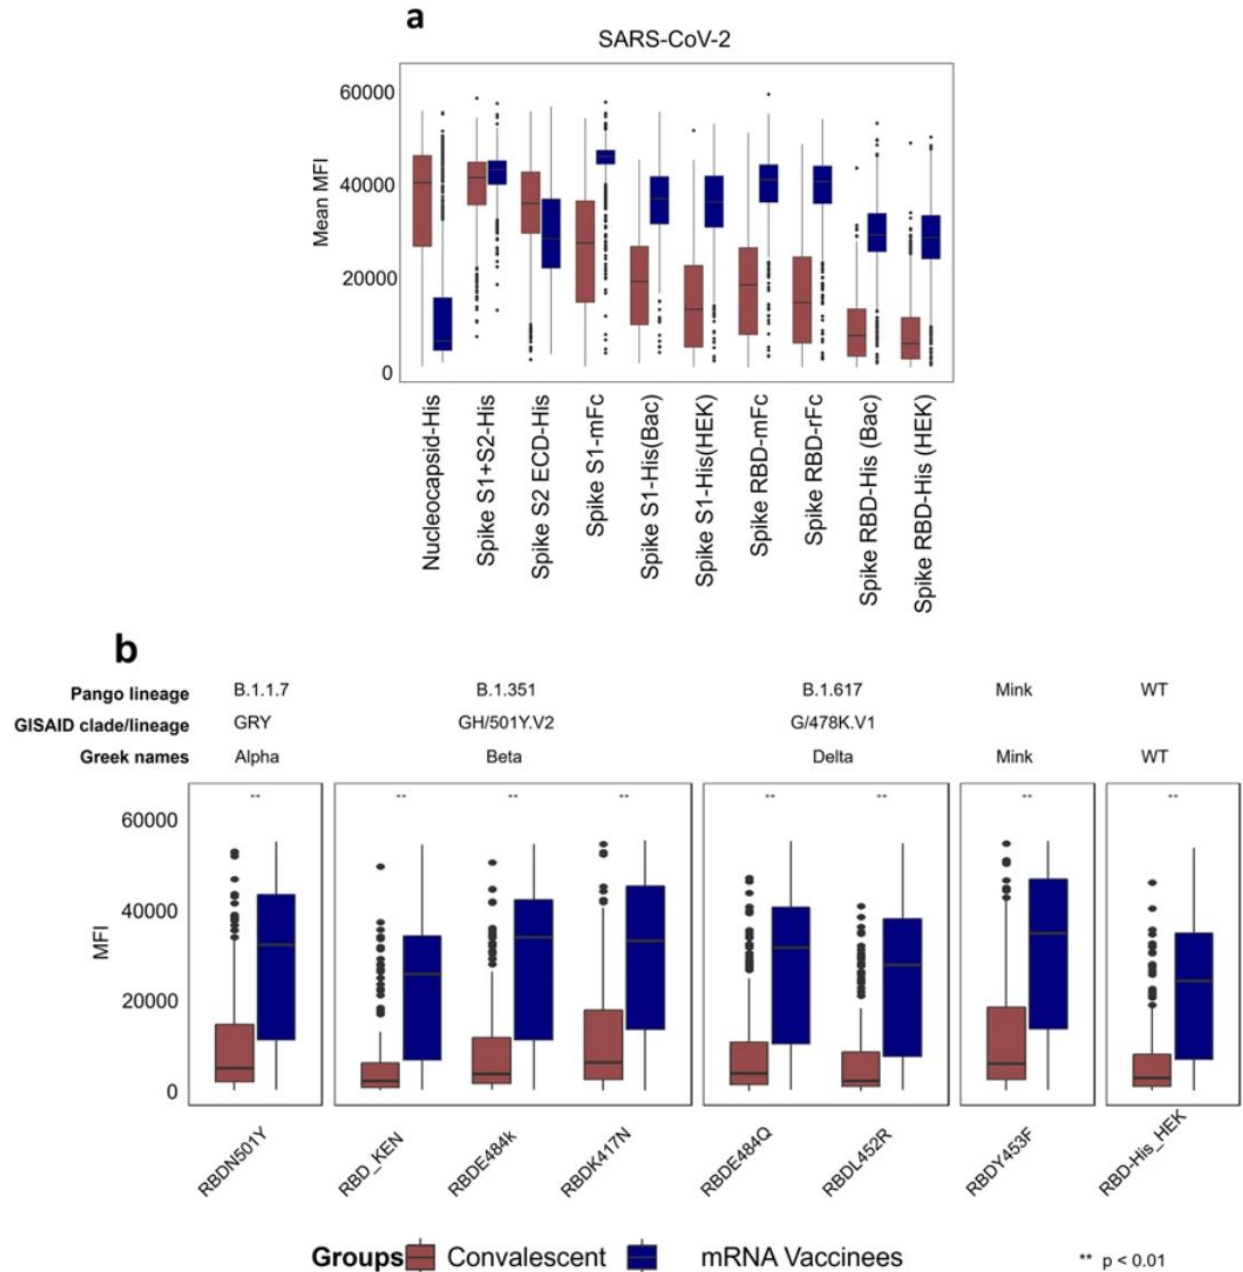 a
SARS-CoV-2
Mean MFI
60000
40000
20000
0
Nucleocapsid-His
Spike S1+S2-His
Spike S2 ECD-His
Spike S1-mFc
Spike S1-His(Bac)
Spike S1-His(HEK)
Spike RBD-mFc
Spike RBD-rFc
Spike RBD-His (Bac)
Spike RBD-His (HEK)
b
Pango lineage B.1.1.7 B.1.351 B.1.617 Mink WT
GISAID clade/lineage GRY GH/501Y.V2 G/478K.V1
Greek names Alpha Beta Delta Mink WT
** ** ** ** ** ** ** **
MFI
60000
40000
20000
0
RBDN501Y
RBD_KEN
RBDE484k
RBDK417N
RBDE484Q
RBDL452R
RBDY453F
RBD-His_HEK
Groups Convalescent mRNA Vaccinees
** p < 0.01